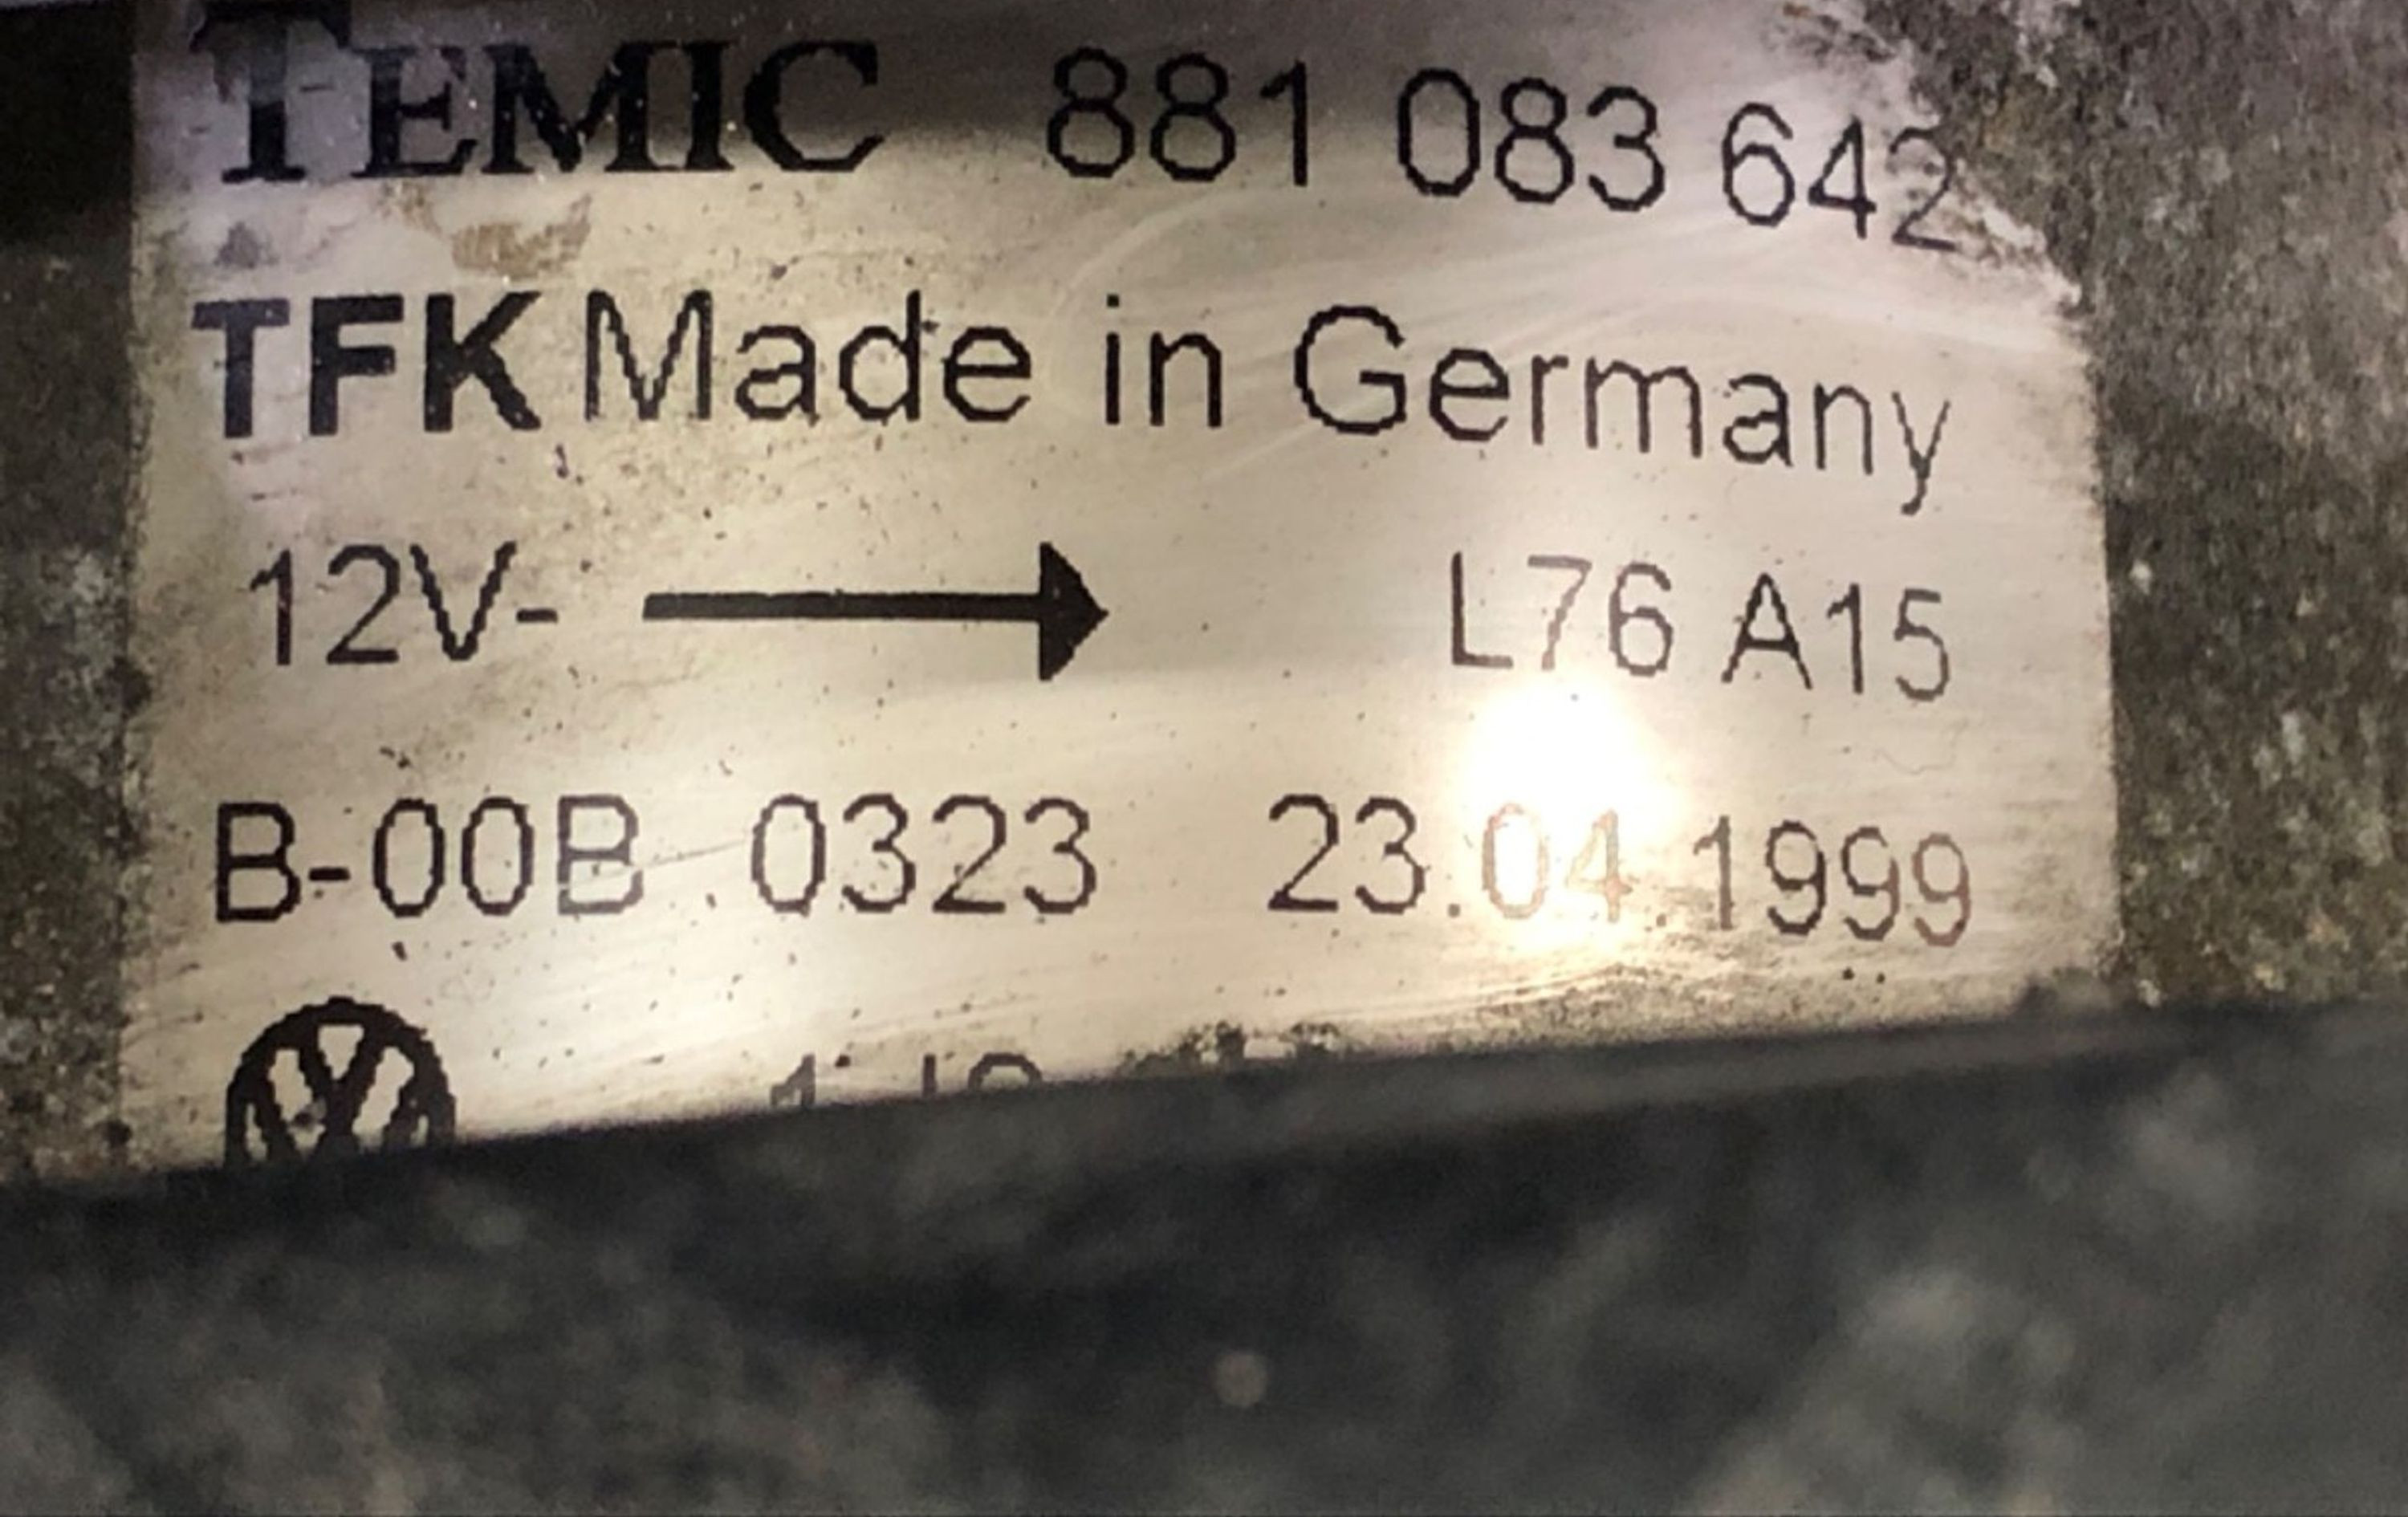 TEMIC 881 083 642
TFK Made in Germany
12V- L76 A15
B-00B 0323 23.04.1999